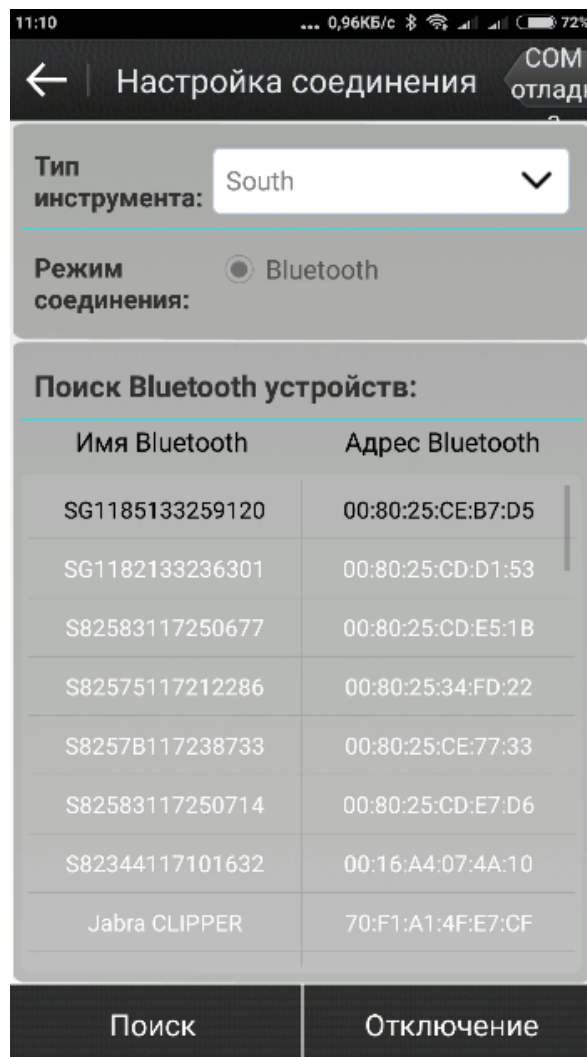 11:10 ... 0,96КБ/с 72%
Настройка соединения
COM
отлад
Тип
инструмента:
South
Режим
соединения:
Bluetooth
Поиск Bluetooth устройств:
Имя Bluetooth Адрес Bluetooth
SG1185133259120 00:80:25:CE:B7:D5
SG1182133236301 00:80:25:CD:D1:53
S82583117250677 00:80:25:CD:E5:1B
S82575117212286 00:80:25:34:FD:22
S8257B117238733 00:80:25:CE:77:33
S82583117250714 00:80:25:CD:E7:D6
S82344117101632 00:16:A4:07:4A:10
Jabra CLIPPER 70:F1:A1:4F:E7:CF
Поиск Отключение